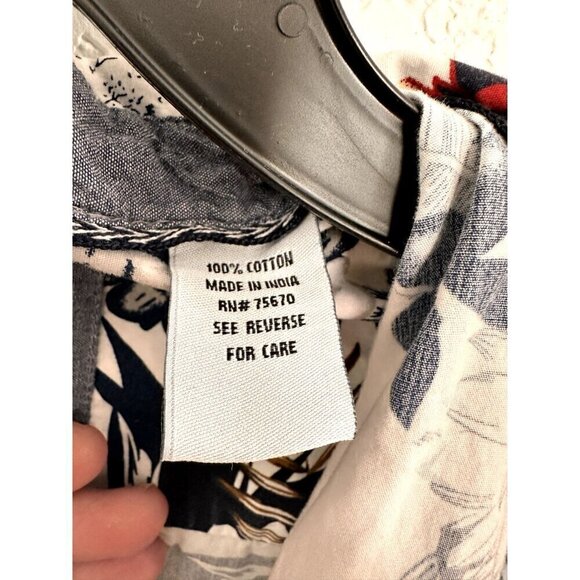 100% COTTON
MADE IN INDIA
RN# 75670
SEE REVERSE
FOR CARE